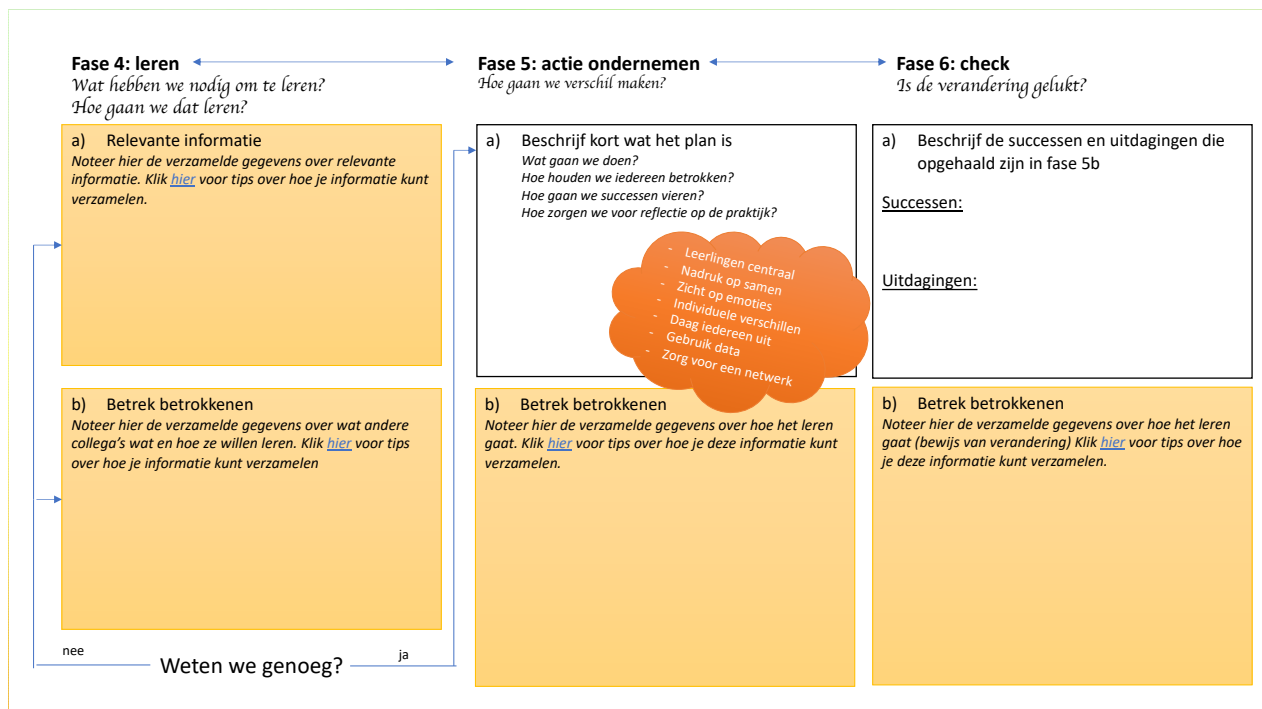 Fase 4: leren
Wat hebben we nodig om te leren?
Hoe gaan we dat leren?
a) Relevante informatie
Noteer hier de verzamelde gegevens over relevante
informatie. Klik hier voor tips over hoe je informatie kunt
verzamelen.
b) Betrek betrokkenen
Noteer hier de verzamelde gegevens over wat andere
collega's wat en hoe ze willen leren. Klik hier voor tips
over hoe je informatie kunt verzamelen
nee
Weten we genoeg?
ja
Fase 5: actie ondernemen
Hoe gaan we verschil maken?
a) Beschrijf kort wat het plan is
Wat gaan we doen?
Hoe houden we iedereen betrokken?
Hoe gaan we successen vieren?
Hoe zorgen we voor reflectie op de praktijk?
- Leerlingen centraal
- Nadruk op samen
- Zicht op emoties
- Individuele verschillen
- Daag iedereen uit
- Gebruik data
- Zorg voor een netwerk
b) Betrek betrokkenen
Noteer hier de verzamelde gegevens over hoe het leren
gaat. Klik hier voor tips over hoe je deze informatie kunt
verzamelen.
Fase 6: check
Is de verandering gelukt?
a) Beschrijf de successen en uitdagingen die
opgehaald zijn in fase 5b
Successen:
Uitdagingen:
b) Betrek betrokkenen
Noteer hier de verzamelde gegevens over hoe het leren
gaat (bewijs van verandering) Klik hier voor tips over hoe
je deze informatie kunt verzamelen.